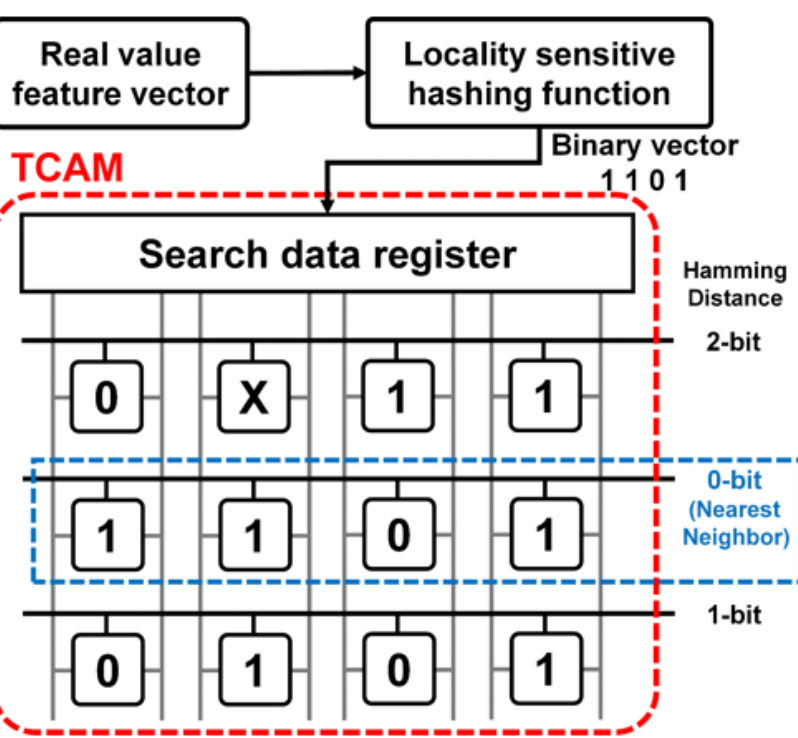 Real value
feature vector
Locality sensitive
hashing function
Binary vector
1 1 0 1
TCAM
Search data register
Hamming
Distance
2-bit
0 X 1 1
0-bit
(Nearest
Neighbor)
1 1 0 1
1-bit
0 1 0 1